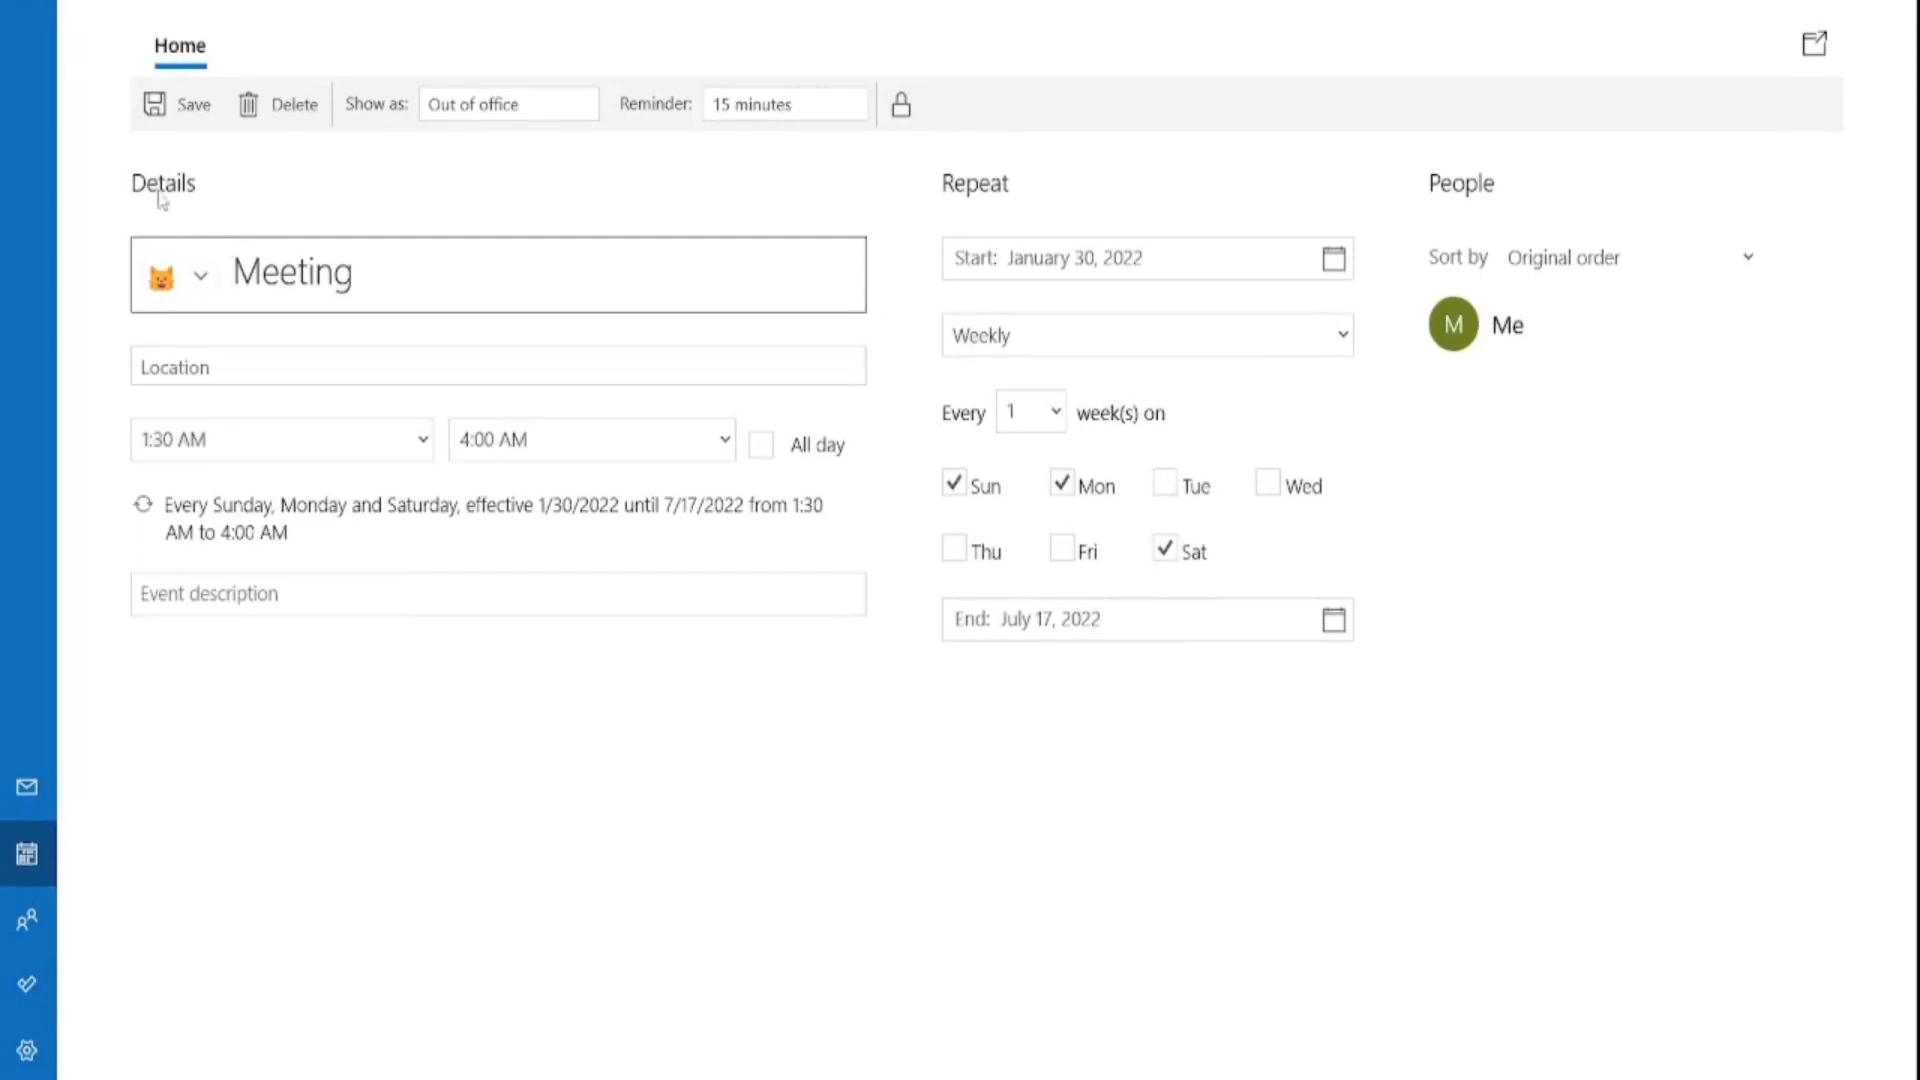 Home
Save Delete Show as: Out of office Reminder: 15 minutes
Details
Meeting
Location
1:30 AM 4:00 AM All day
Every Sunday, Monday and Saturday, effective 1/30/2022 until 7/17/2022 from 1:30
AM to 4:00 AM
Event description
Repeat
Start: January 30, 2022
Weekly
Every 1 week(s) on
Sun Mon Tue Wed
Thu Fri Sat
End: July 17, 2022
People
Sort by Original order
M Me